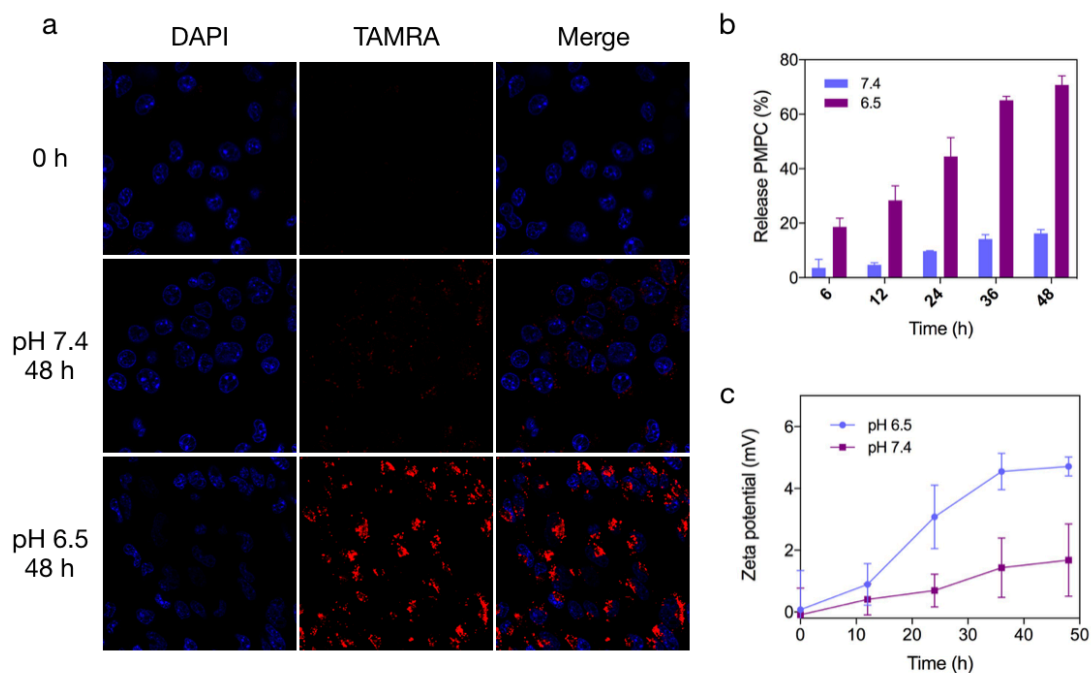 a
DAPI TAMRA Merge
0 h
pH 7.4
48 h
pH 6.5
48 h
b
80
60
40
20
0
Release PMPC (%)
7.4
6.5
6 12 24 36 48
Time (h)
c
6
4
2
0
Zeta potential (mV)
pH 6.5
pH 7.4
0 10 20 30 40 50
Time (h)